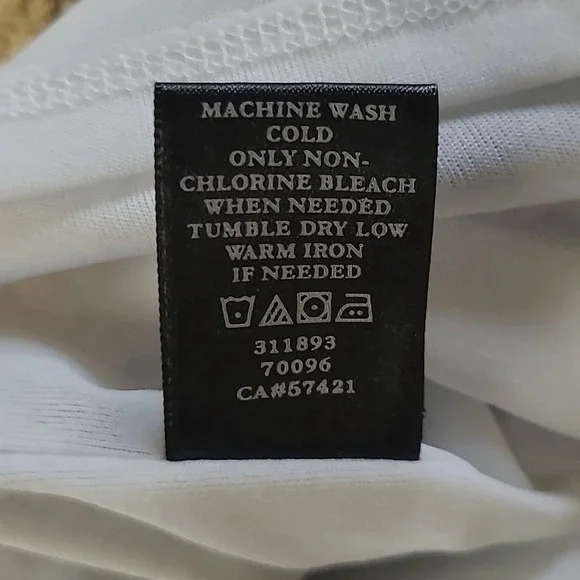 MACHINE WASH
COLD
ONLY NON-
CHLORINE BLEACH
WHEN NEEDED
TUMBLE DRY LOW
WARM IRON
IF NEEDED
311893
70096
CA#57421